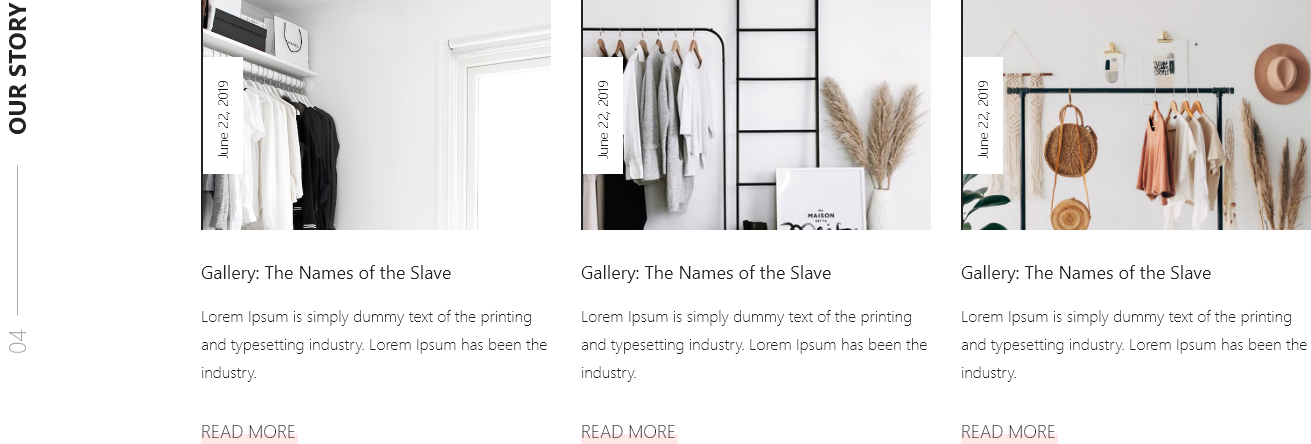 OUR STORY
04
June 22, 2019
Gallery: The Names of the Slave
Lorem Ipsum is simply dummy text of the printing
and typesetting industry. Lorem Ipsum has been the
industry.
READ MORE
June 22, 2019
MAISON
Gallery: The Names of the Slave
Lorem Ipsum is simply dummy text of the printing
and typesetting industry. Lorem Ipsum has been the
industry.
READ MORE
June 22, 2019
Gallery: The Names of the Slave
Lorem Ipsum is simply dummy text of the printing
and typesetting industry. Lorem Ipsum has been the
industry.
READ MORE